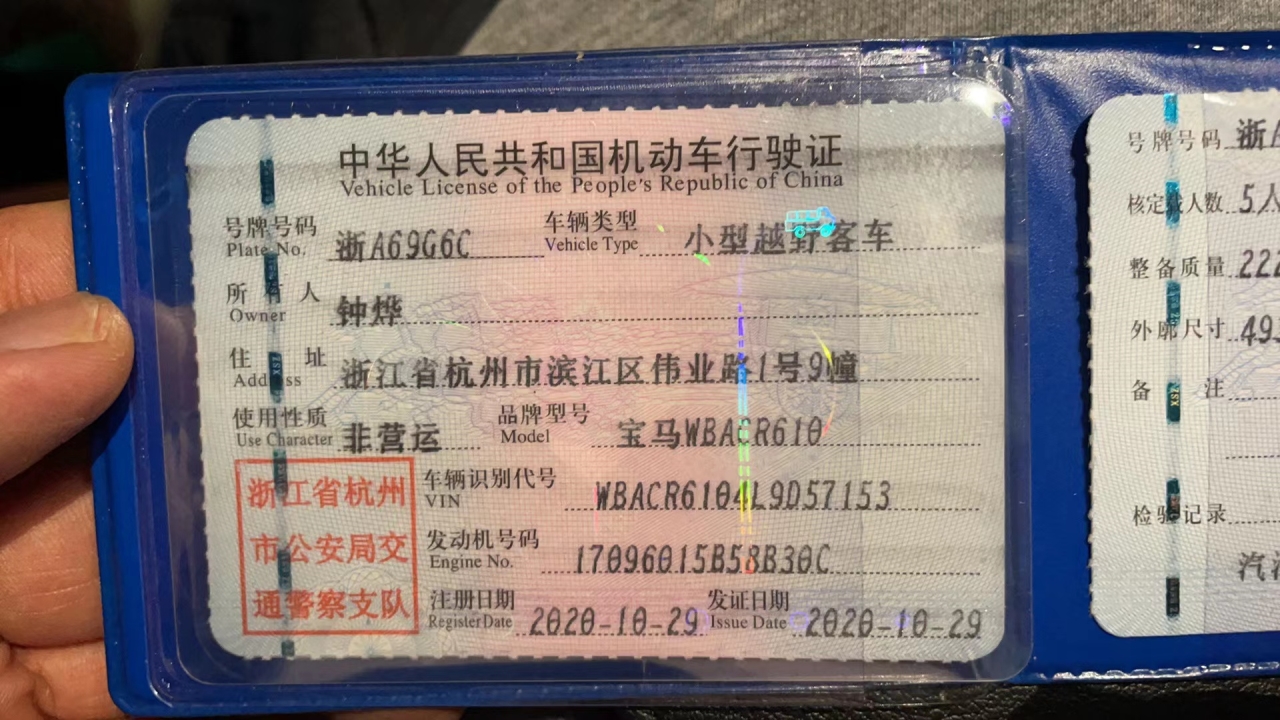 中华人民共和国机动车行驶证
Vehicle License of the People's Republic of China
号牌号码 浙A69G6C 车辆类型 小型越野客车
Plate No. Vehicle Type
所有人 钟烨
Owner
住址 浙江省杭州市滨江区伟业路1号9幢
Address
使用性质 非营运 品牌型号 宝马WBACR610
Use Character Model
浙江省杭州
市公安局交
通警察支队
车辆识别代号 WBACR6104L9D57153
VIN
发动机号码 17096015B58B30C
Engine No.
注册日期 2020-10-29 发证日期 2020-10-29
Register Date Issue Date
号牌号码 浙
核定载人数 5人
整备质量 222
外廓尺寸 49
备注
检验记录
汽